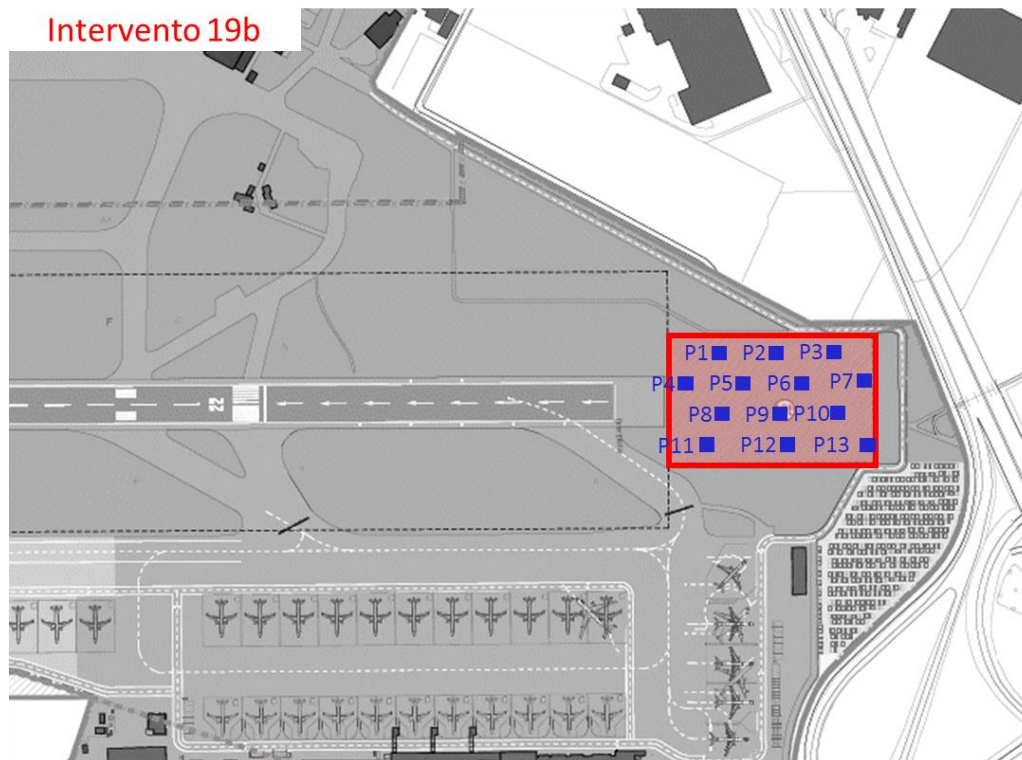 Intervento 19b
P1 P2 P3
P4 P5 P6 P7
22
P8 P9 P10
P11 P12 P13
F